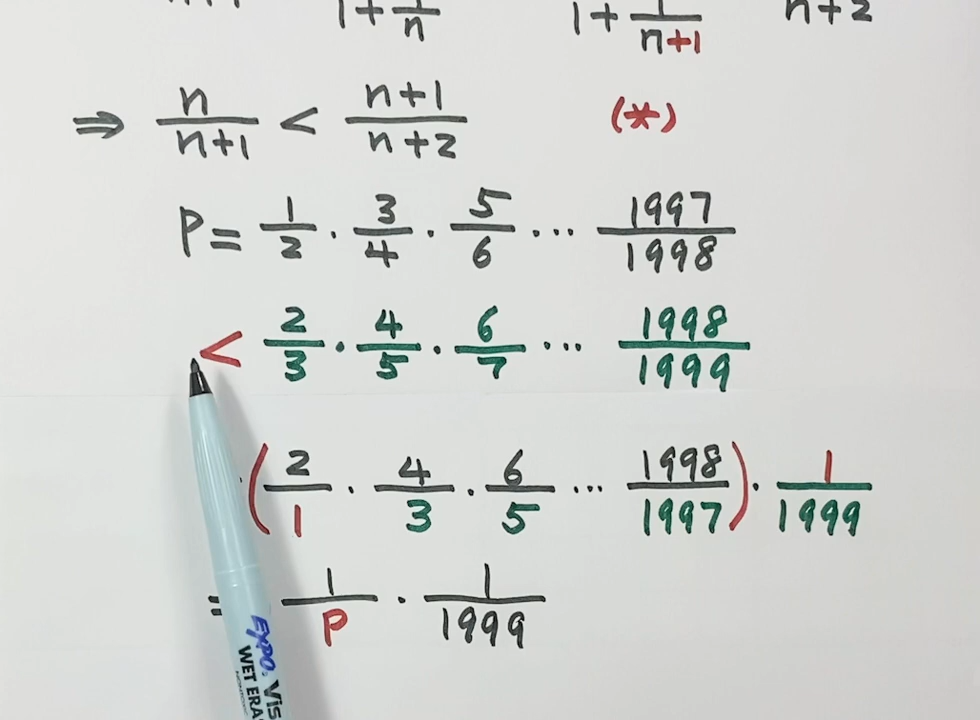 1 + 1/n 1 + 1/(n+1) n+2
⇒ n/(n+1) < (n+1)/(n+2) (*)
P = 1/2 · 3/4 · 5/6 ··· 1997/1998
< 2/3 · 4/5 · 6/7 ··· 1998/1999
(2/1 · 4/3 · 6/5 ··· 1998/1997) · 1/1999
= 1/P · 1/1999
EXPO. Vis
WET ERA